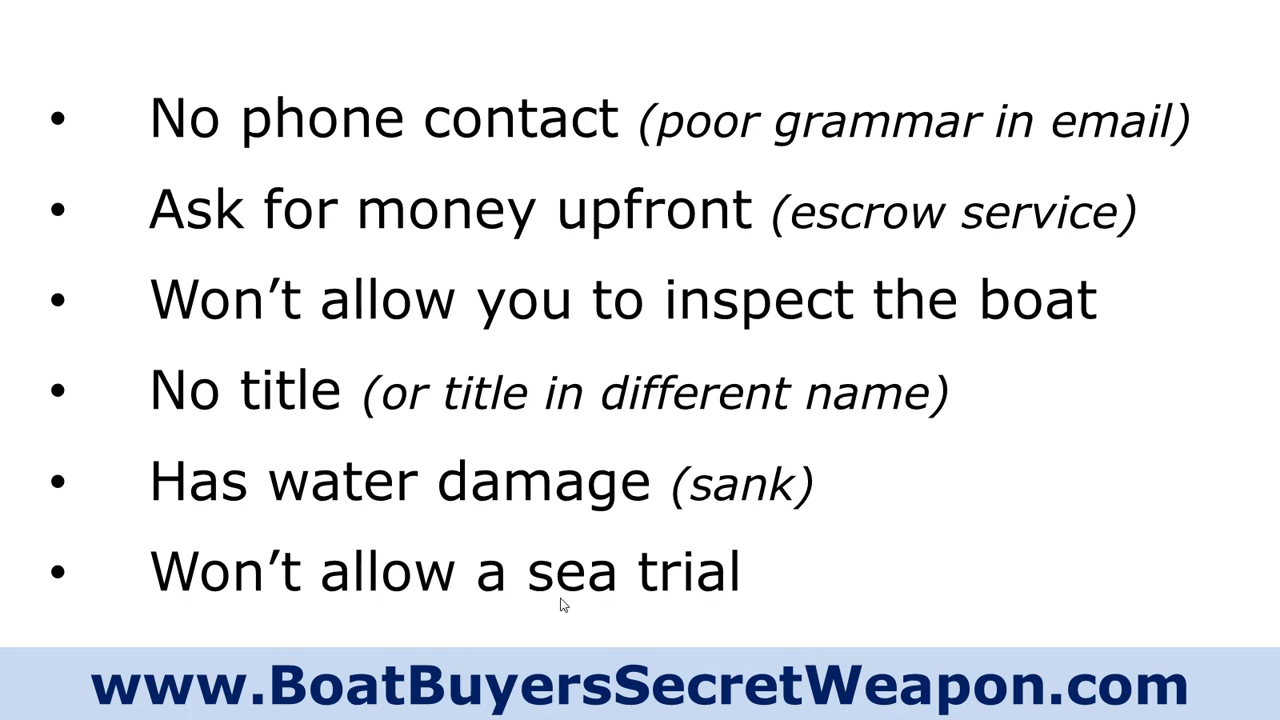 • No phone contact (poor grammar in email)
• Ask for money upfront (escrow service)
• Won’t allow you to inspect the boat
• No title (or title in different name)
• Has water damage (sank)
• Won’t allow a sea trial
www.BoatBuyersSecretWeapon.com